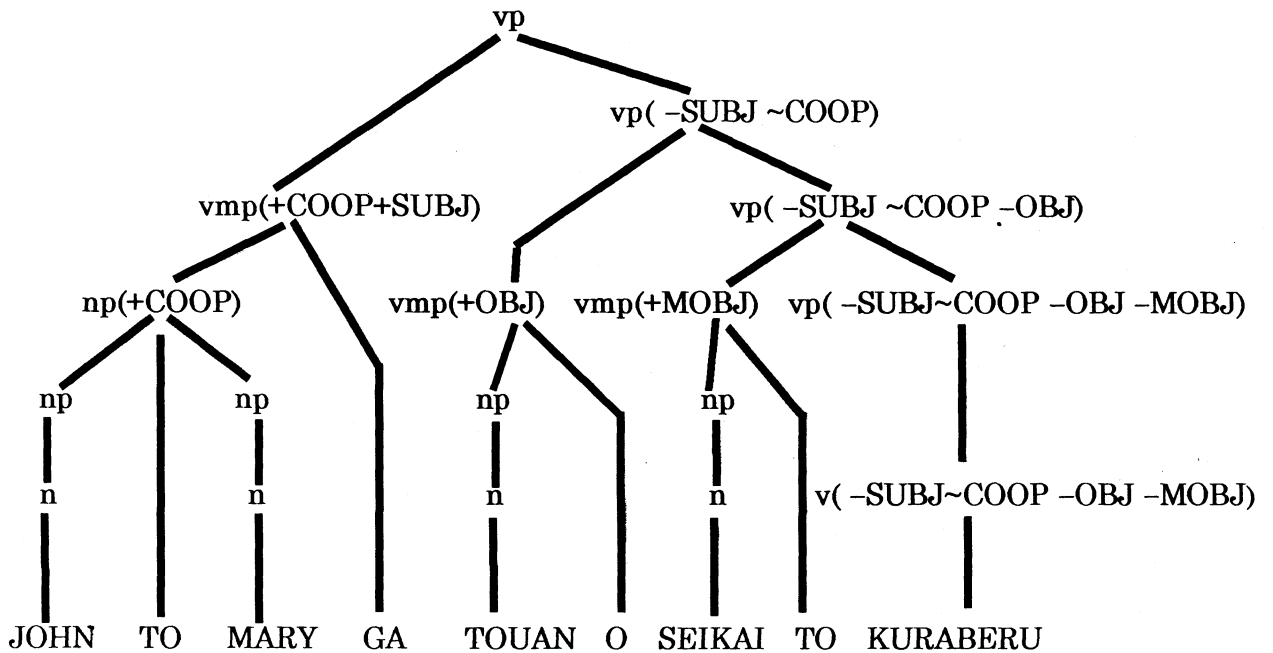 vp
vp( –SUBJ ~COOP)
vmp(+COOP+SUBJ) vp( –SUBJ ~COOP –OBJ)
np(+COOP) vmp(+OBJ) vmp(+MOBJ) vp( –SUBJ~COOP –OBJ –MOBJ)
np np np np
n n n n v( –SUBJ~COOP –OBJ –MOBJ)
JOHN TO MARY GA TOUAN O SEIKAI TO KURABERU